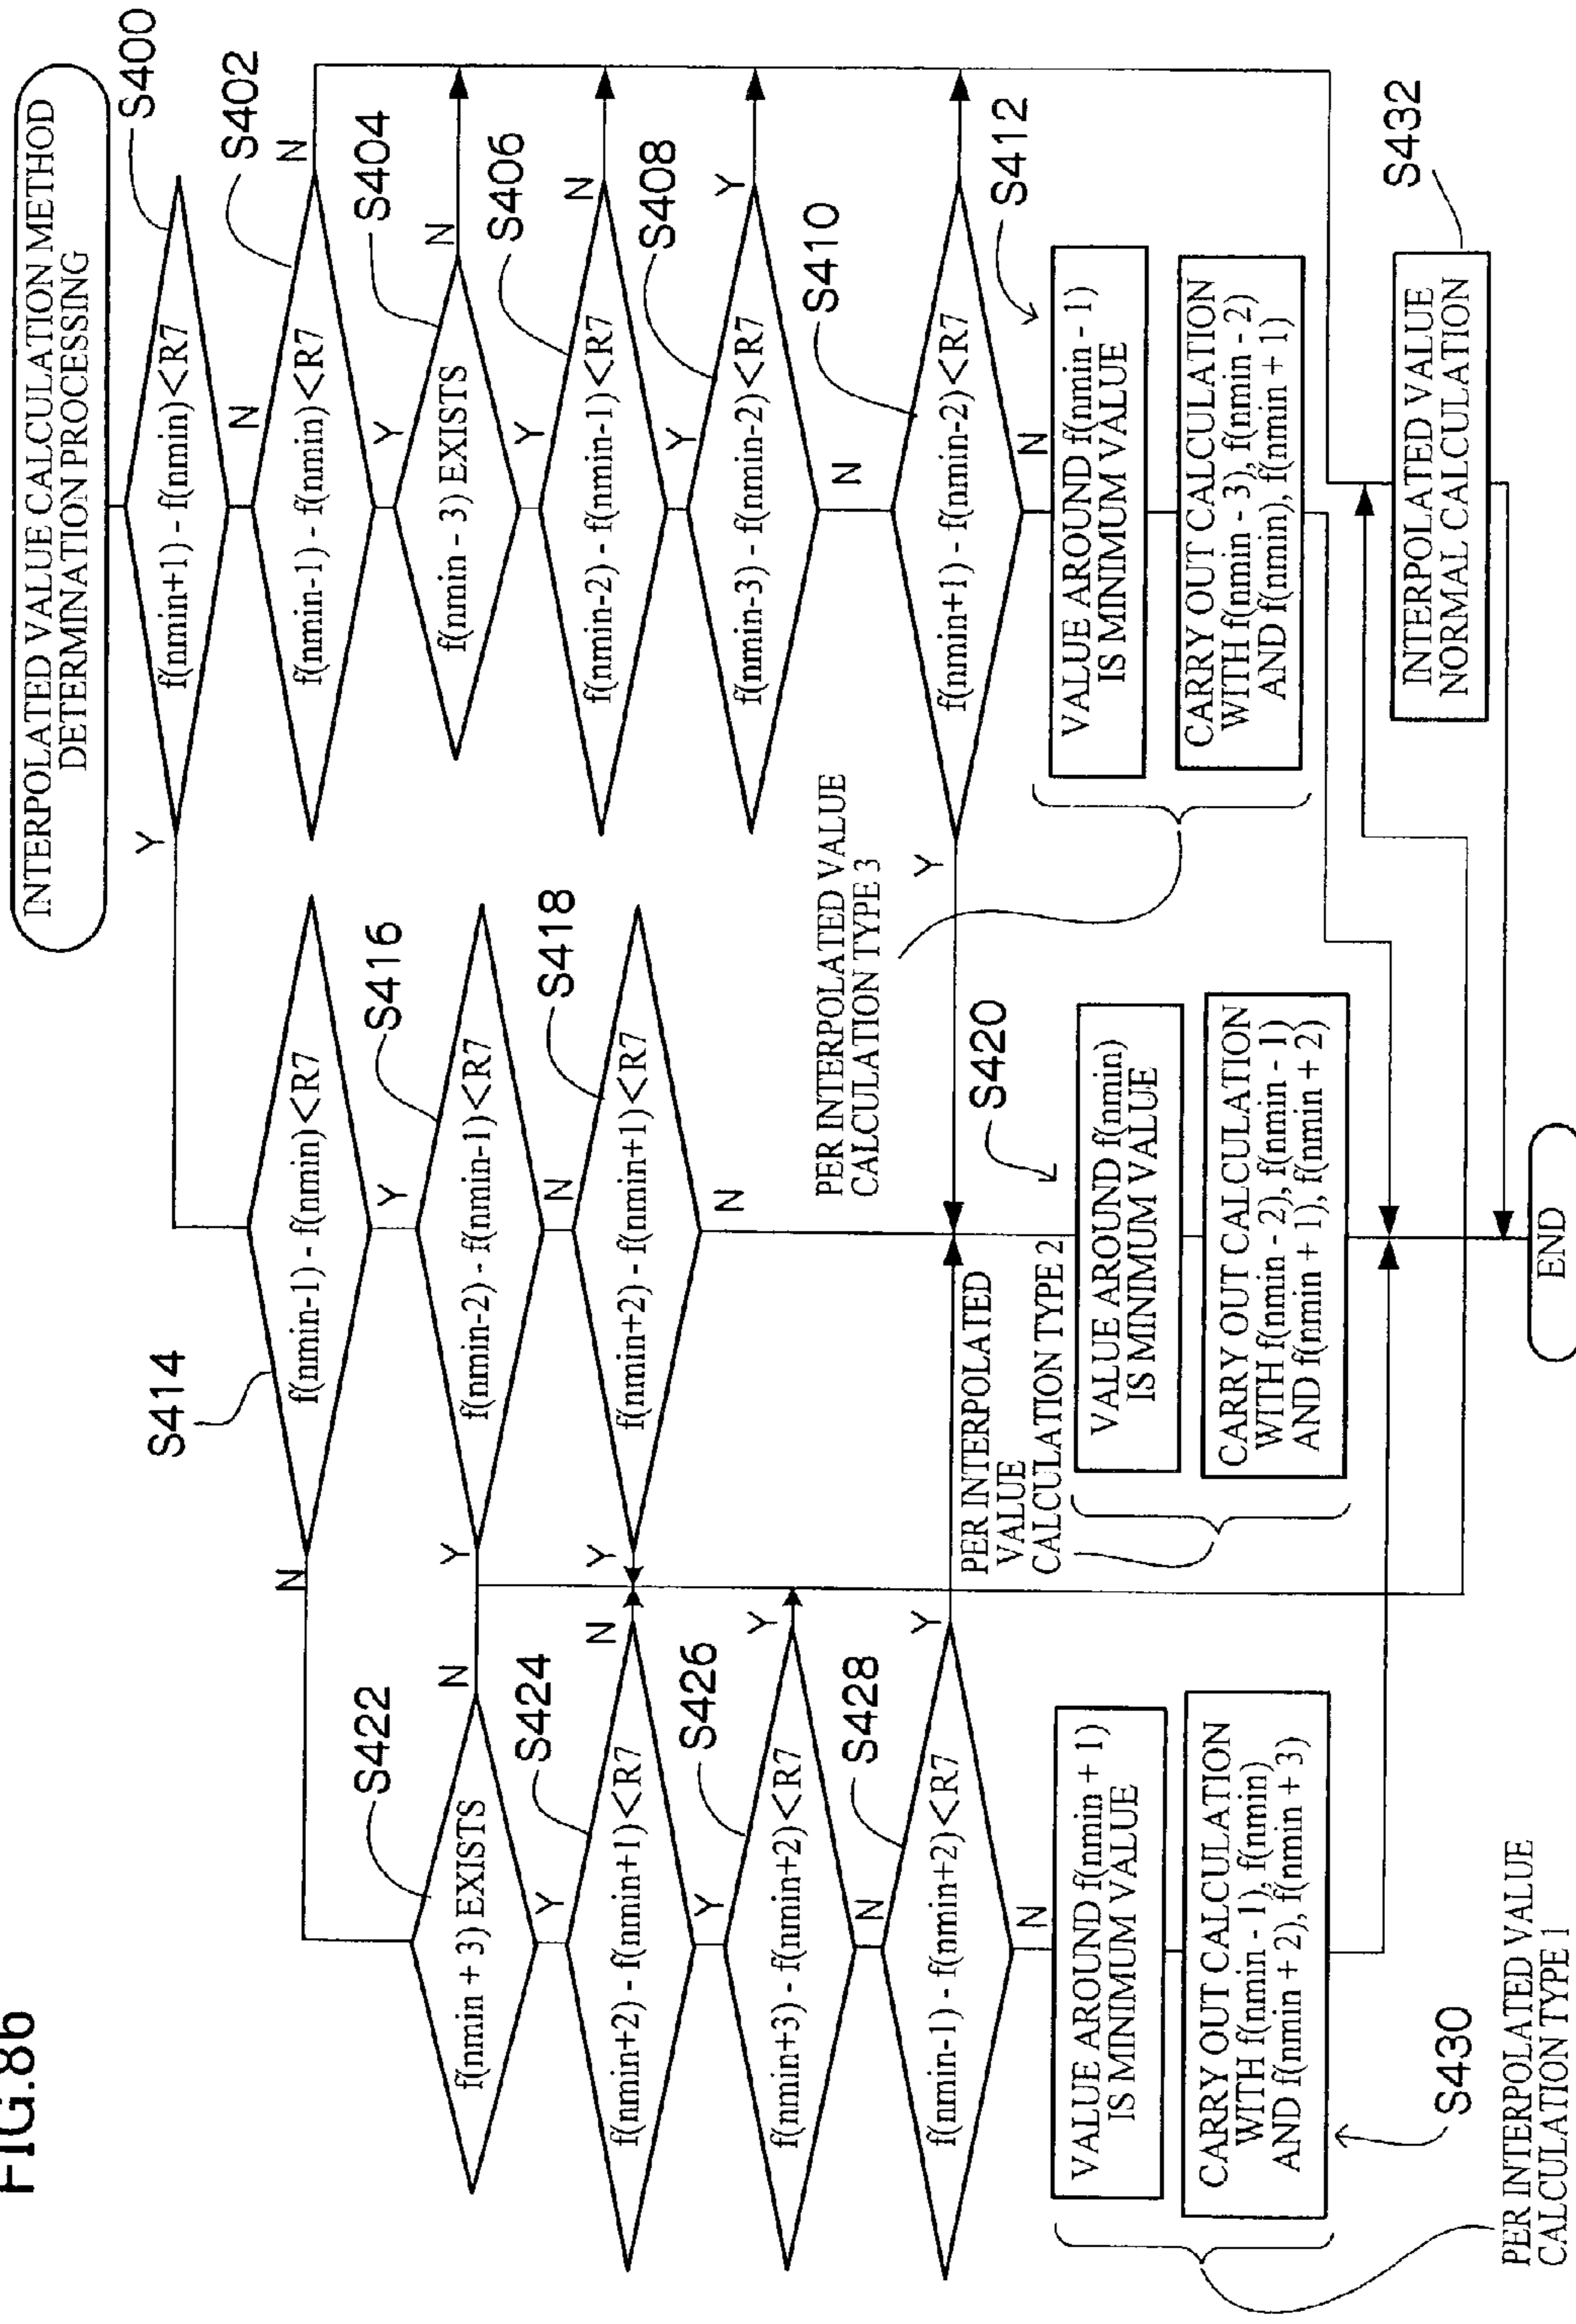 FIG.8b
INTERPOLATED VALUE CALCULATION METHOD
DETERMINATION PROCESSING
S400
f(nmin+1) - f(nmin)<R7
Y
N
S402
f(nmin-1) - f(nmin)<R7
N
Y
S404
f(nmin - 3) EXISTS
N
Y
S406
f(nmin-2) - f(nmin-1)<R7
N
Y
S408
f(nmin-3) - f(nmin-2)<R7
Y
N
S410
f(nmin+1) - f(nmin-2)<R7
Y
N
S412
VALUE AROUND f(nmin - 1)
IS MINIMUM VALUE
CARRY OUT CALCULATION
WITH f(nmin - 3), f(nmin - 2)
AND f(nmin), f(nmin + 1)
PER INTERPOLATED VALUE
CALCULATION TYPE 3
S414
f(nmin-1) - f(nmin)<R7
N
Y
S416
f(nmin-2) - f(nmin-1)<R7
Y
N
S418
f(nmin+2) - f(nmin+1)<R7
Y
N
S420
VALUE AROUND f(nmin)
IS MINIMUM VALUE
CARRY OUT CALCULATION
WITH f(nmin - 2), f(nmin - 1)
AND f(nmin + 1), f(nmin + 2)
PER INTERPOLATED
VALUE
CALCULATION TYPE 2
S422
f(nmin + 3) EXISTS
N
Y
S424
f(nmin+2) - f(nmin+1)<R7
N
Y
S426
f(nmin+3) - f(nmin+2)<R7
Y
N
S428
f(nmin-1) - f(nmin+2)<R7
Y
N
VALUE AROUND f(nmin + 1)
IS MINIMUM VALUE
CARRY OUT CALCULATION
WITH f(nmin - 1), f(nmin)
AND f(nmin + 2), f(nmin + 3)
S430
PER INTERPOLATED VALUE
CALCULATION TYPE 1
S432
INTERPOLATED VALUE
NORMAL CALCULATION
END